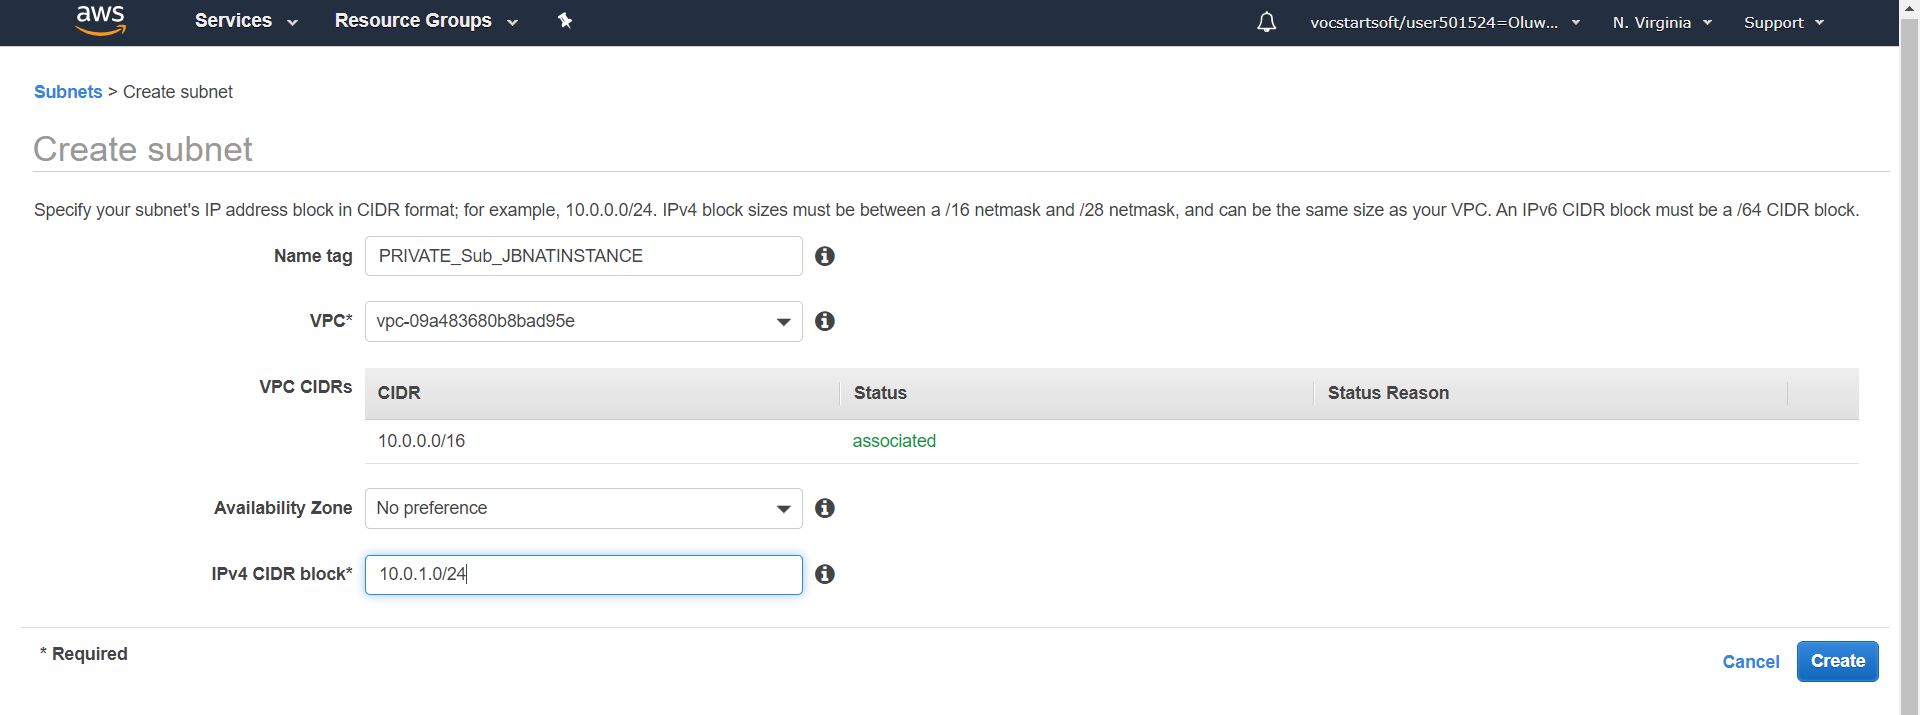 aws Services Resource Groups vocstartsoft/user501524=Oluw... N. Virginia Support
Subnets > Create subnet
Create subnet
Specify your subnet's IP address block in CIDR format; for example, 10.0.0.0/24. IPv4 block sizes must be between a /16 netmask and /28 netmask, and can be the same size as your VPC. An IPv6 CIDR block must be a /64 CIDR block.
Name tag PRIVATE_Sub_JBNATINSTANCE
VPC* vpc-09a483680b8bad95e
VPC CIDRs CIDR Status Status Reason
10.0.0.0/16 associated
Availability Zone No preference
IPv4 CIDR block* 10.0.1.0/24
* Required
Cancel Create